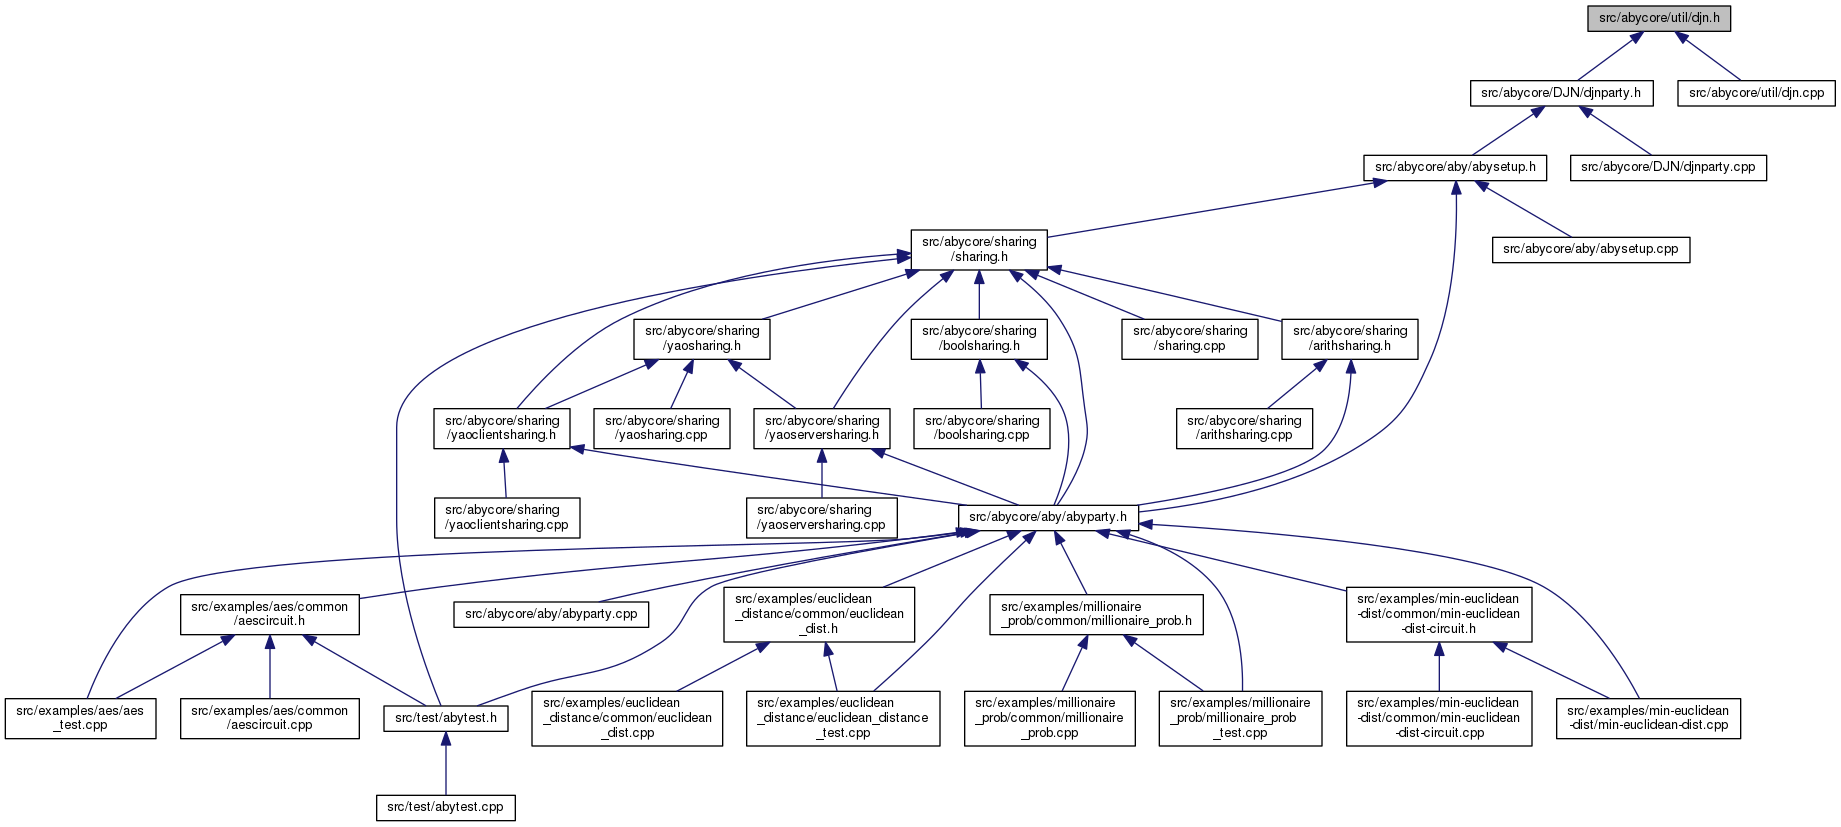 src/abycore/util/djn.h
src/abycore/DJN/djnparty.h
src/abycore/util/djn.cpp
src/abycore/aby/abysetup.h
src/abycore/DJN/djnparty.cpp
src/abycore/sharing
/sharing.h
src/abycore/aby/abysetup.cpp
src/abycore/sharing
/yaosharing.h
src/abycore/sharing
/boolsharing.h
src/abycore/sharing
/sharing.cpp
src/abycore/sharing
/arithsharing.h
src/abycore/sharing
/yaoclientsharing.h
src/abycore/sharing
/yaosharing.cpp
src/abycore/sharing
/yaoserversharing.h
src/abycore/sharing
/boolsharing.cpp
src/abycore/sharing
/arithsharing.cpp
src/abycore/sharing
/yaoclientsharing.cpp
src/abycore/sharing
/yaoserversharing.cpp
src/abycore/aby/abyparty.h
src/examples/aes/common
/aescircuit.h
src/abycore/aby/abyparty.cpp
src/examples/euclidean
_distance/common/euclidean
_dist.h
src/examples/millionaire
_prob/common/millionaire_prob.h
src/examples/min-euclidean
-dist/common/min-euclidean
-dist-circuit.h
src/examples/aes/aes
_test.cpp
src/examples/aes/common
/aescircuit.cpp
src/test/abytest.h
src/examples/euclidean
_distance/common/euclidean
_dist.cpp
src/examples/euclidean
_distance/euclidean_distance
_test.cpp
src/examples/millionaire
_prob/common/millionaire
_prob.cpp
src/examples/millionaire
_prob/millionaire_prob
_test.cpp
src/examples/min-euclidean
-dist/common/min-euclidean
-dist-circuit.cpp
src/examples/min-euclidean
-dist/min-euclidean-dist.cpp
src/test/abytest.cpp